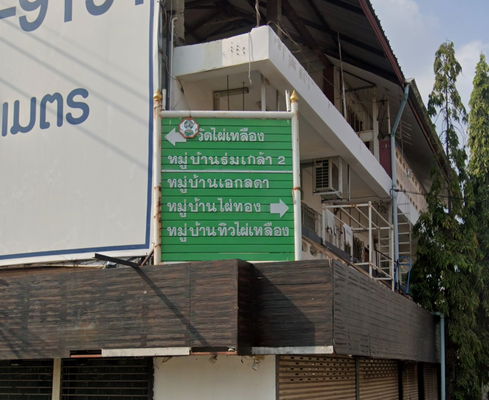 เมตร
วัดไผ่เหลือง
หมู่บ้านร่มเกล้า 2
หมู่บ้านเอกลดา
หมู่บ้านไผ่ทอง
หมู่บ้านทิวไผ่เหลือง